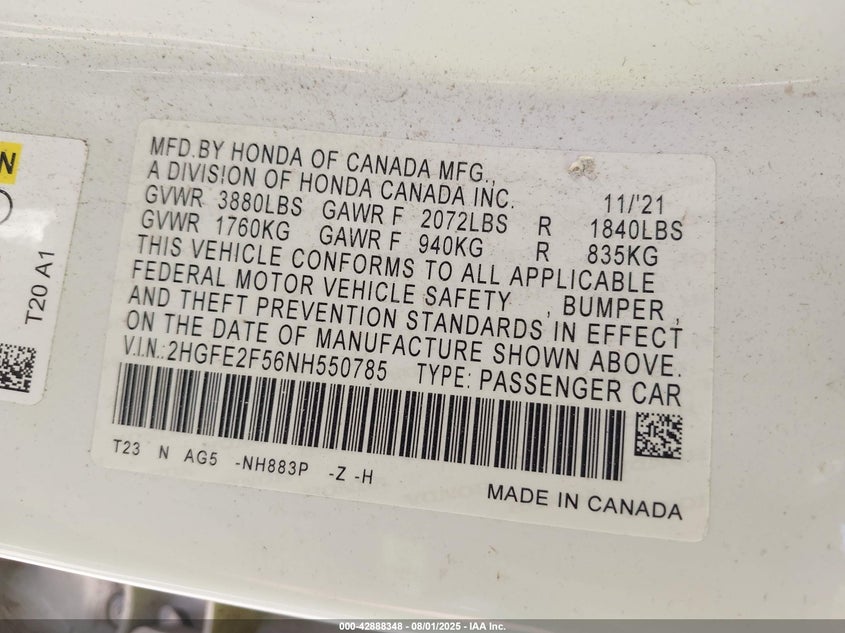 N
T20 A1
MFD.BY HONDA OF CANADA MFG.,
A DIVISION OF HONDA CANADA INC. 11/'21
GVWR 3880LBS GAWR F 2072LBS R 1840LBS
GVWR 1760KG GAWR F 940KG R 835KG
THIS VEHICLE CONFORMS TO ALL APPLICABLE
FEDERAL MOTOR VEHICLE SAFETY , BUMPER ,
AND THEFT PREVENTION STANDARDS IN EFFECT
ON THE DATE OF MANUFACTURE SHOWN ABOVE.
V.I.N.:2HGFE2F56NH550785 TYPE: PASSENGER CAR
T23 N AG5 -NH883P -Z -H
MADE IN CANADA
000-42888348 - 08/01/2025 - IAA Inc.